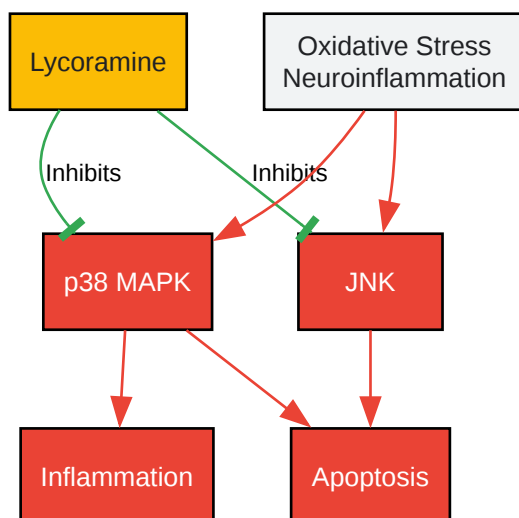 Lycoramine
Oxidative Stress
Neuroinflammation
Inhibits
Inhibits
p38 MAPK
JNK
Inflammation
Apoptosis